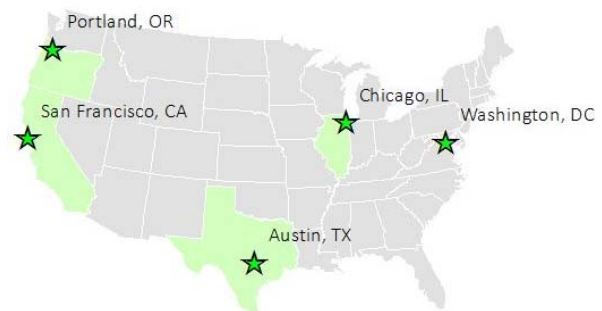 Portland, OR
San Francisco, CA
Chicago, IL
Washington, DC
Austin, TX